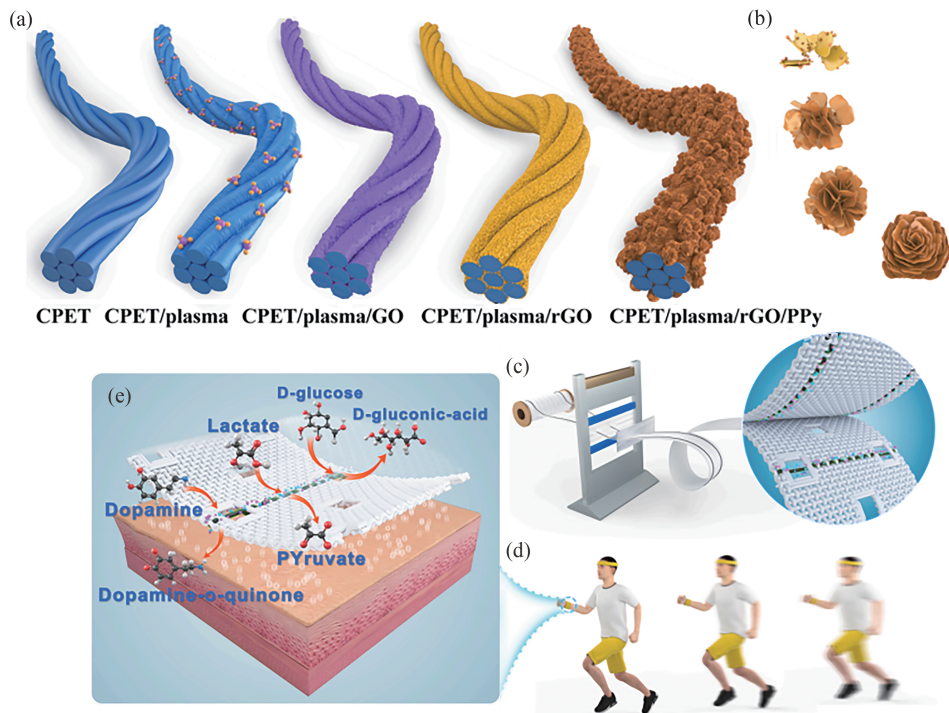 (a)
(b)
CPET CPET/plasma CPET/plasma/GO CPET/plasma/rGO CPET/plasma/rGO/PPy
(c)
(e)
D-glucose
D-gluconic-acid
Lactate
Dopamine
PYruvate
Dopamine-o-quinone
(d)